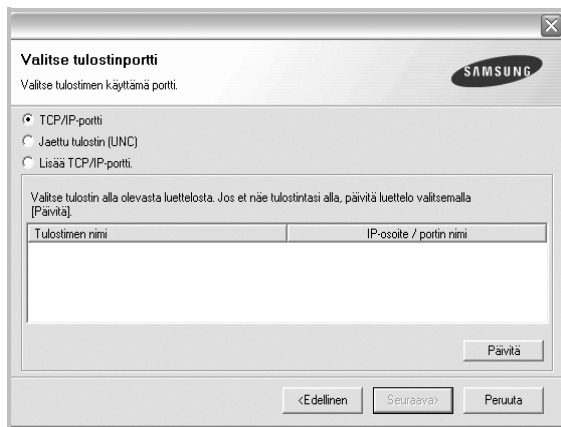 Valitse tulostinportti
Valitse tulostimen käyttämä portti.
SAMSUNG
TCP/IP-portti
Jaettu tulostin (UNC)
Lisää TCP/IP-portti.
Valitse tulostin alla olevasta luettelosta. Jos et näe tulostintasi alla, päivitä luettelo valitsemalla
[Päivitä].
Tulostimen nimi IP-osoite / portin nimi
Päivitä
<Edellinen Seuraava> Peruuta